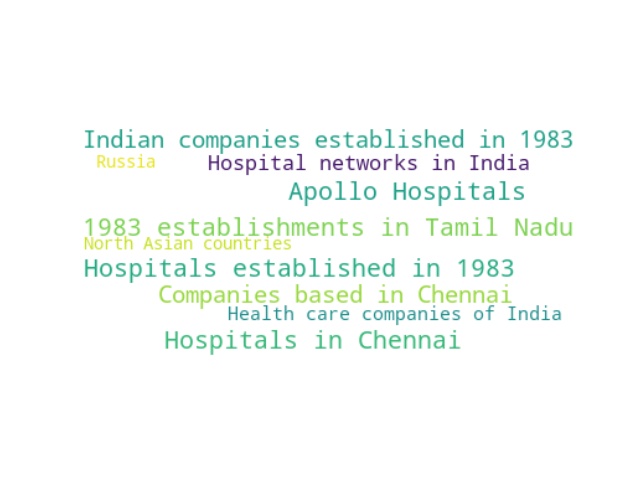 Indian companies established in 1983
Russia
Hospital networks in India
Apollo Hospitals
1983 establishments in Tamil Nadu
North Asian countries
Hospitals established in 1983
Companies based in Chennai
Health care companies of India
Hospitals in Chennai